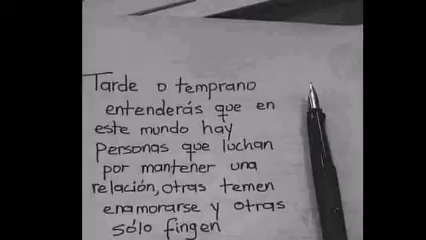 Tarde o temprano
entenderás que en
este mundo hay
personas que luchan
por mantener una
relación, otras temen
enamorarse y otras
sólo fingen